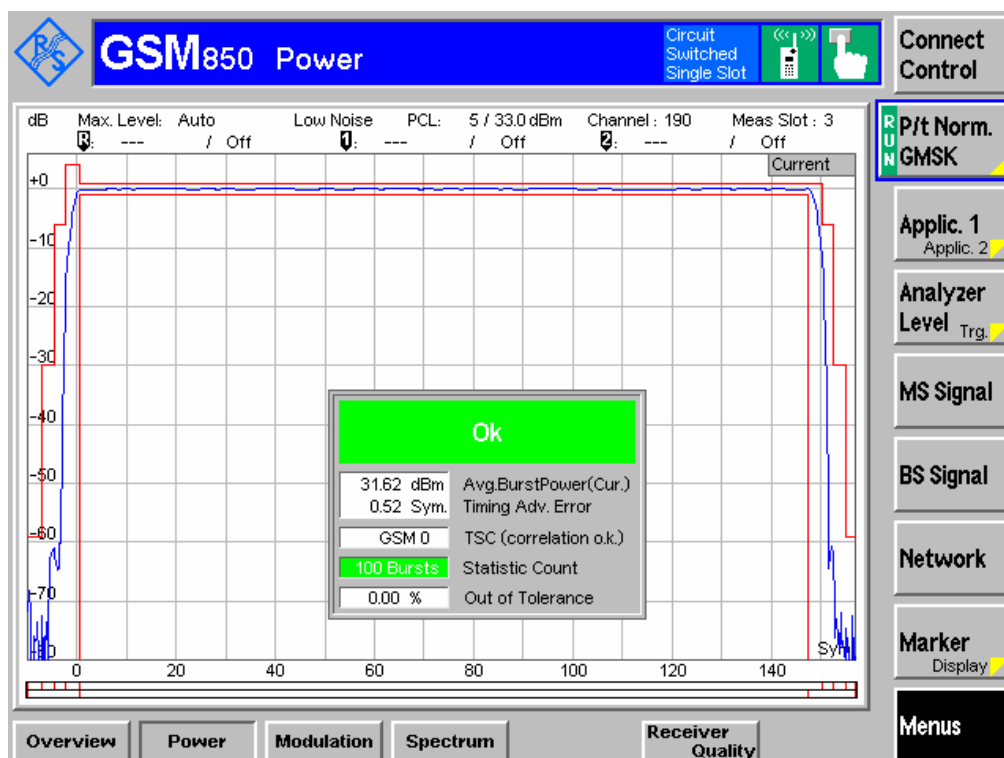 R S
GSM850 Power
Circuit Switched Single Slot
Connect Control
dB Max. Level: Auto Low Noise PCL: 5 / 33.0 dBm Channel : 190 Meas Slot : 3
R: --- / Off 1: --- / Off 2: --- / Off
RUN
P/t Norm. GMSK
Current
+0
-10
-20
-30
-40
-50
-60
-70
Ok
31.62 dBm Avg.BurstPower(Cur.)
0.52 Sym. Timing Adv. Error
GSM 0 TSC (correlation o.k.)
100 Bursts Statistic Count
0.00 % Out of Tolerance
0 20 40 60 80 100 120 140
Applic. 1
Applic. 2
Analyzer Level Trg.
MS Signal
BS Signal
Network
Marker
Display
Menus
Overview Power Modulation Spectrum Receiver Quality